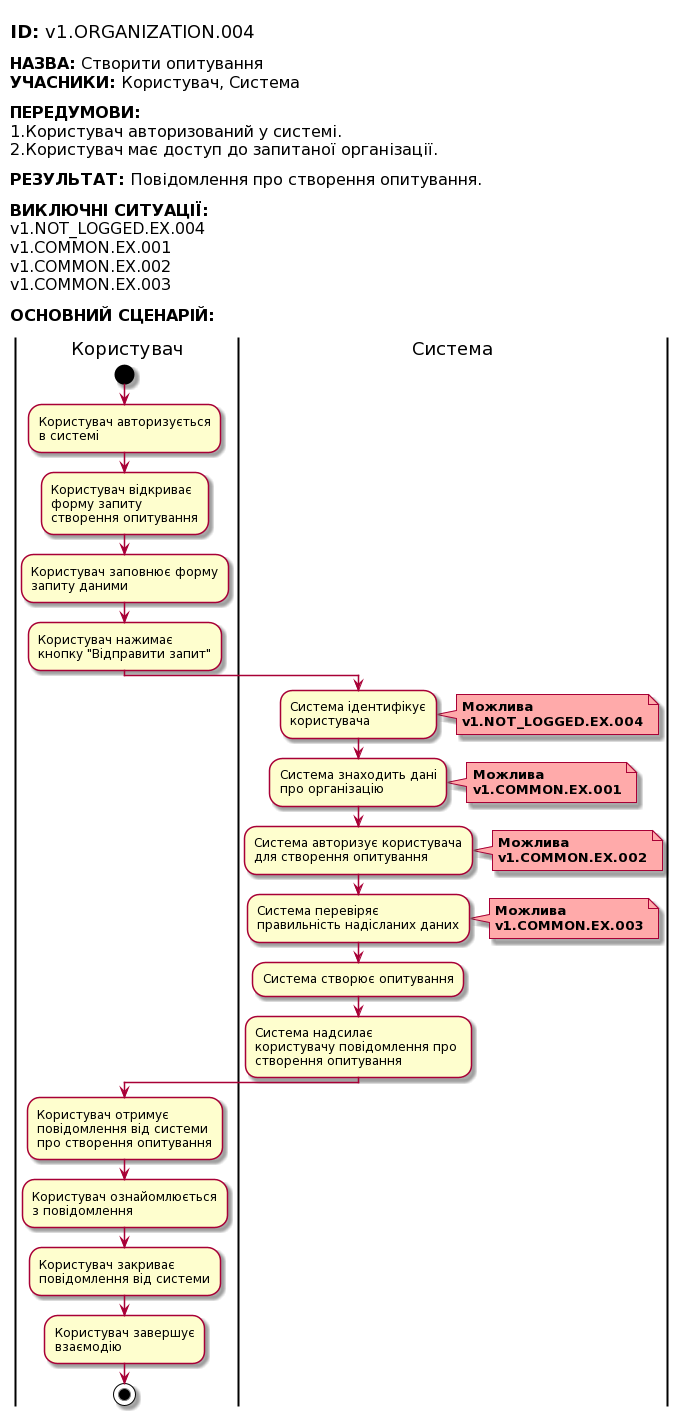 ID: v1.ORGANIZATION.004
НАЗВА: Створити опитування
УЧАСНИКИ: Користувач, Система
ПЕРЕДУМОВИ:
1.Користувач авторизований у системі.
2.Користувач має доступ до запитаної організації.
РЕЗУЛЬТАТ: Повідомлення про створення опитування.
ВИКЛЮЧНІ СИТУАЦІЇ:
v1.NOT_LOGGED.EX.004
v1.COMMON.EX.001
v1.COMMON.EX.002
v1.COMMON.EX.003
ОСНОВНИЙ СЦЕНАРІЙ:
Користувач
Система
Користувач авторизується
в системі
Користувач відкриває
форму запиту
створення опитування
Користувач заповнює форму
запиту даними
Користувач нажимає
кнопку "Відправити запит"
Система ідентифікує
користувача
Можлива
v1.NOT_LOGGED.EX.004
Система знаходить дані
про організацію
Можлива
v1.COMMON.EX.001
Система авторизує користувача
для створення опитування
Можлива
v1.COMMON.EX.002
Система перевіряє
правильність надісланих даних
Можлива
v1.COMMON.EX.003
Система створює опитування
Система надсилає
користувачу повідомлення про
створення опитування
Користувач отримує
повідомлення від системи
про створення опитування
Користувач ознайомлюється
з повідомлення
Користувач закриває
повідомлення від системи
Користувач завершує
взаємодію